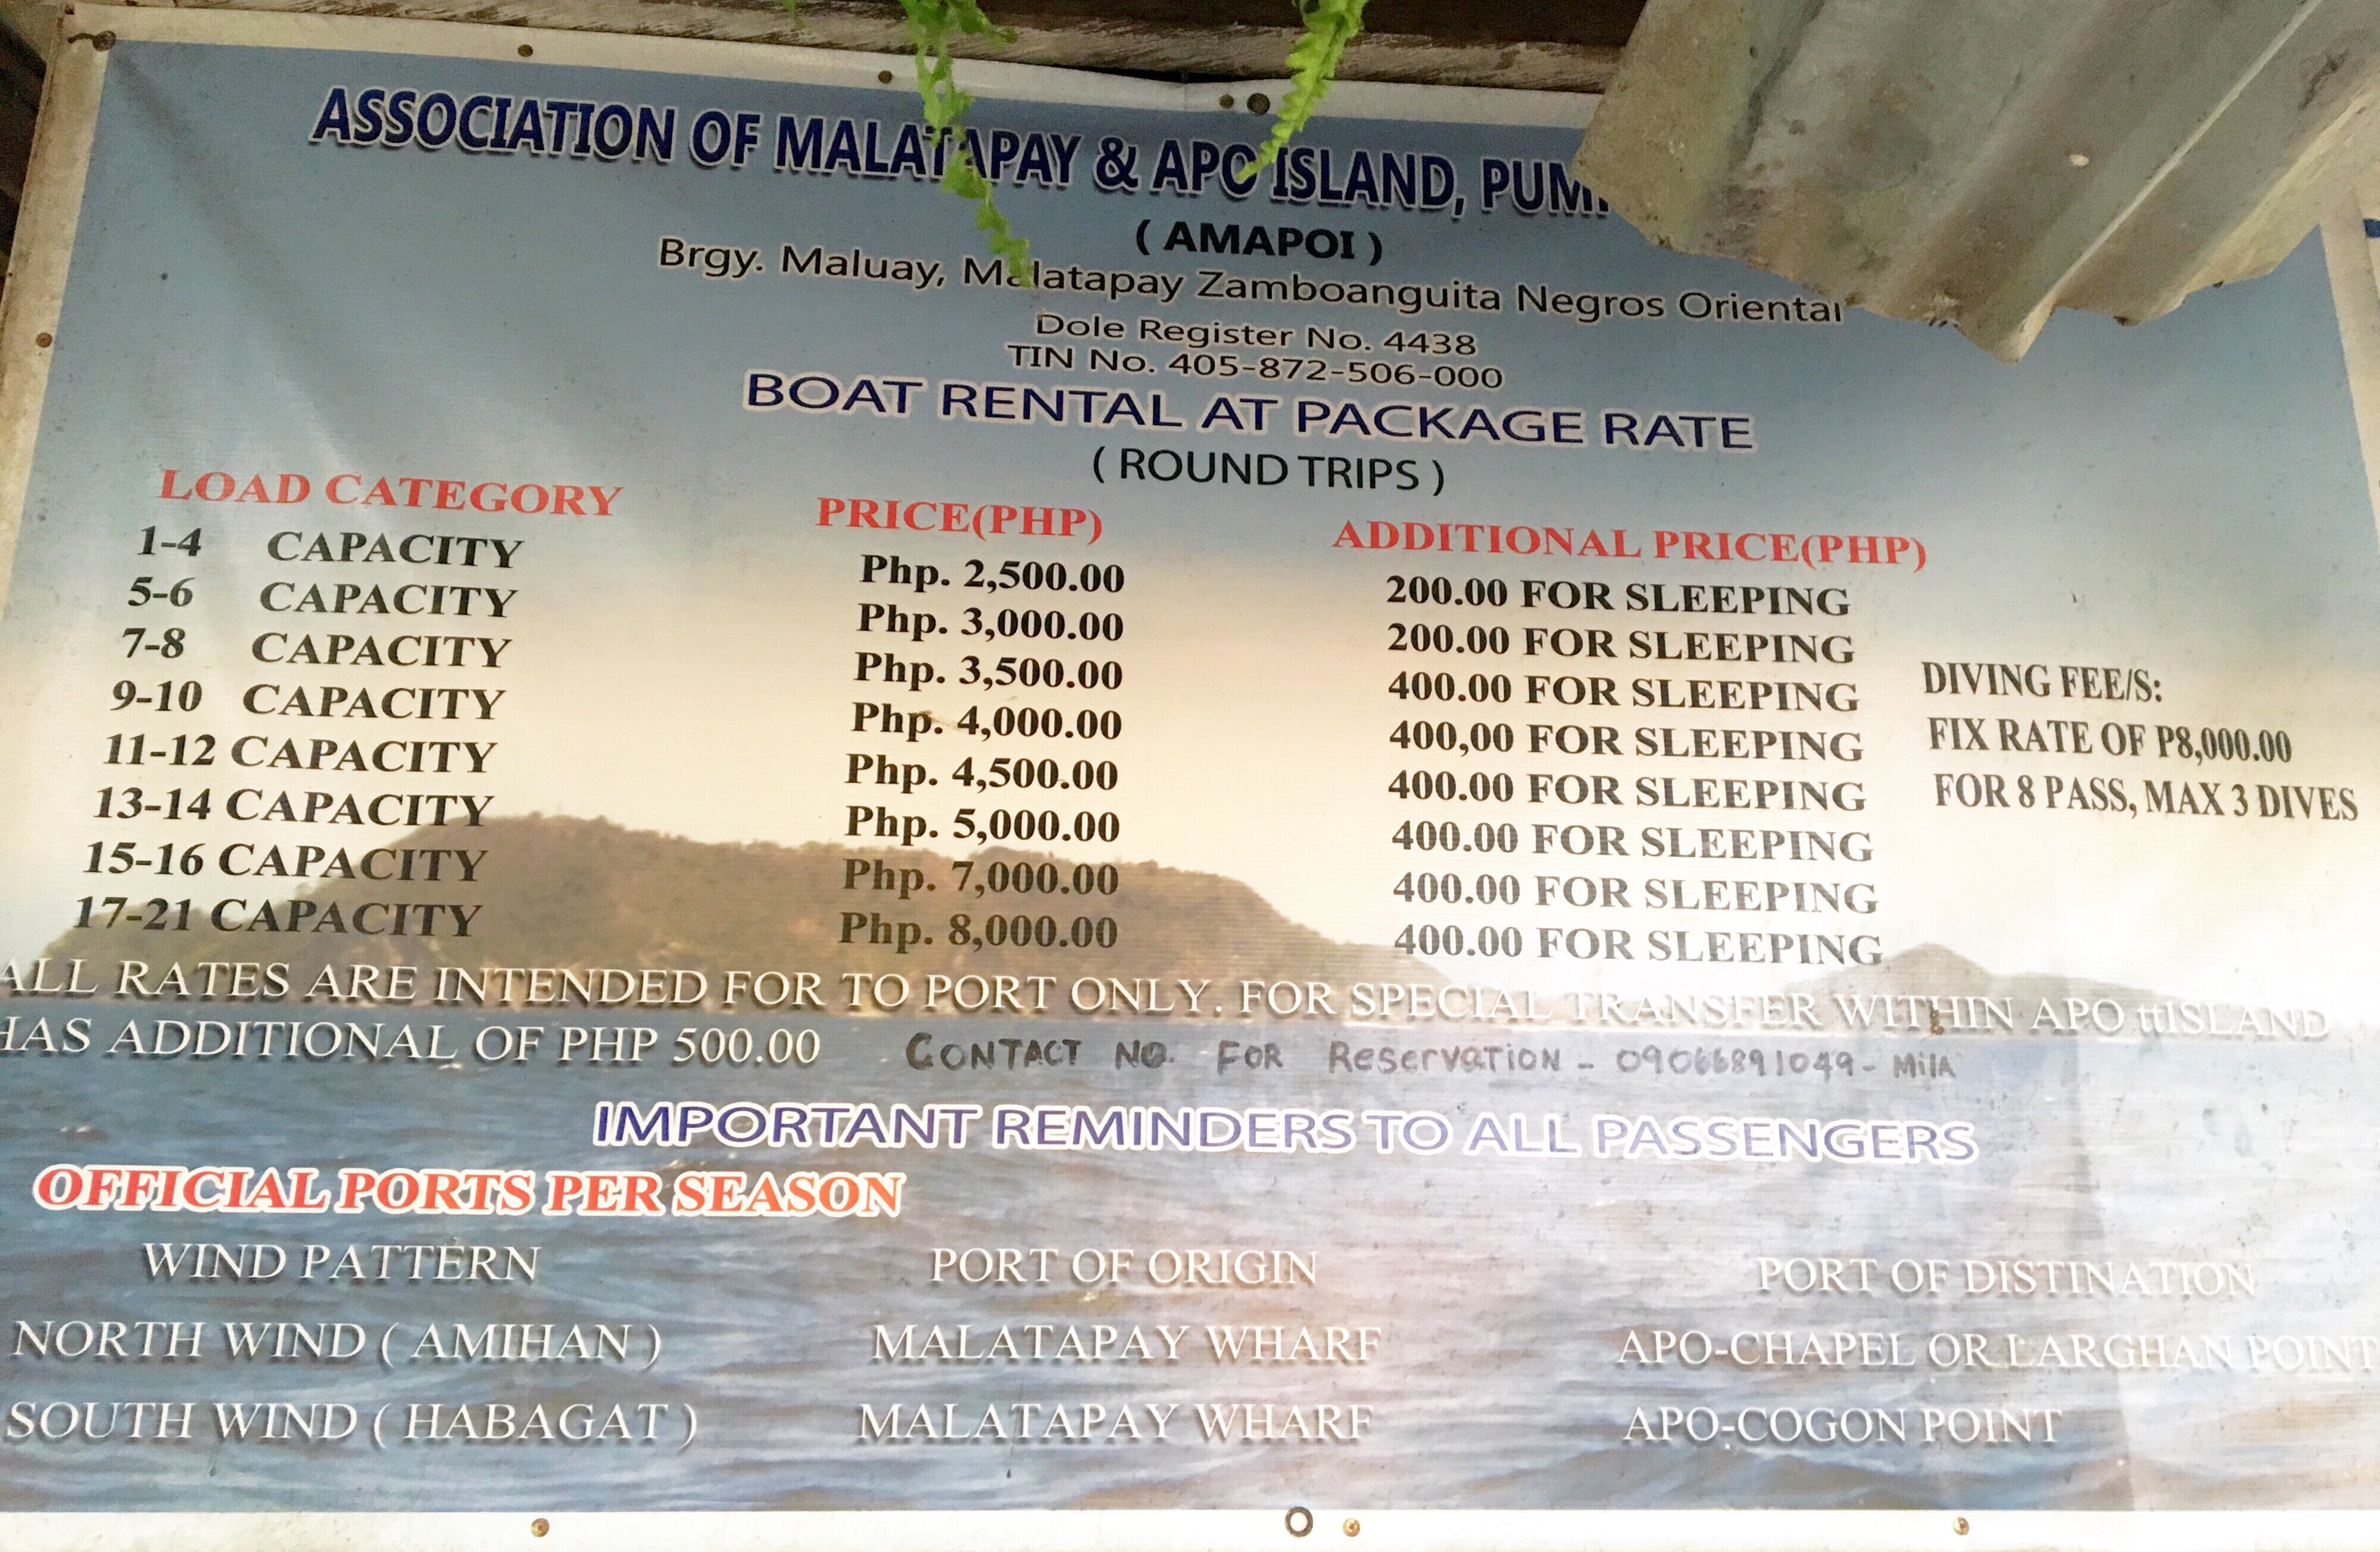 ASSOCIATION OF MALATAPAY & APO ISLAND,
( AMAPOI )
Brgy. Maluay, Malatapay Zamboanguita Negros Oriental
Dole Register No. 4438
TIN No. 405-872-506-000
BOAT RENTAL AT PACKAGE RATE
( ROUND TRIPS )
LOAD CATEGORY PRICE(PHP) ADDITIONAL PRICE(PHP)
1-4 CAPACITY Php. 2,500.00 200.00 FOR SLEEPING
5-6 CAPACITY Php. 3,000.00 200.00 FOR SLEEPING
7-8 CAPACITY Php. 3,500.00 400.00 FOR SLEEPING
9-10 CAPACITY Php. 4,000.00 400,00 FOR SLEEPING
11-12 CAPACITY Php. 4,500.00 400.00 FOR SLEEPING
13-14 CAPACITY Php. 5,000.00 400.00 FOR SLEEPING
15-16 CAPACITY Php. 7,000.00 400.00 FOR SLEEPING
17-21 CAPACITY Php. 8,000.00 400.00 FOR SLEEPING
DIVING FEE/S:
FIX RATE OF P8,000.00
FOR 8 PASS, MAX 3 DIVES
ALL RATES ARE INTENDED FOR TO PORT ONLY. FOR SPECIAL TRANSFER WITHIN APO ttISLAND
HAS ADDITIONAL OF PHP 500.00 CONTACT NO. FOR Reservation - 09066891049 - Mila
IMPORTANT REMINDERS TO ALL PASSENGERS
OFFICIAL PORTS PER SEASON
WIND PATTERN PORT OF ORIGIN PORT OF DISTINATION
NORTH WIND ( AMIHAN ) MALATAPAY WHARF APO-CHAPEL OR LARGHAN POINT
SOUTH WIND ( HABAGAT ) MALATAPAY WHARF APO-COGON POINT